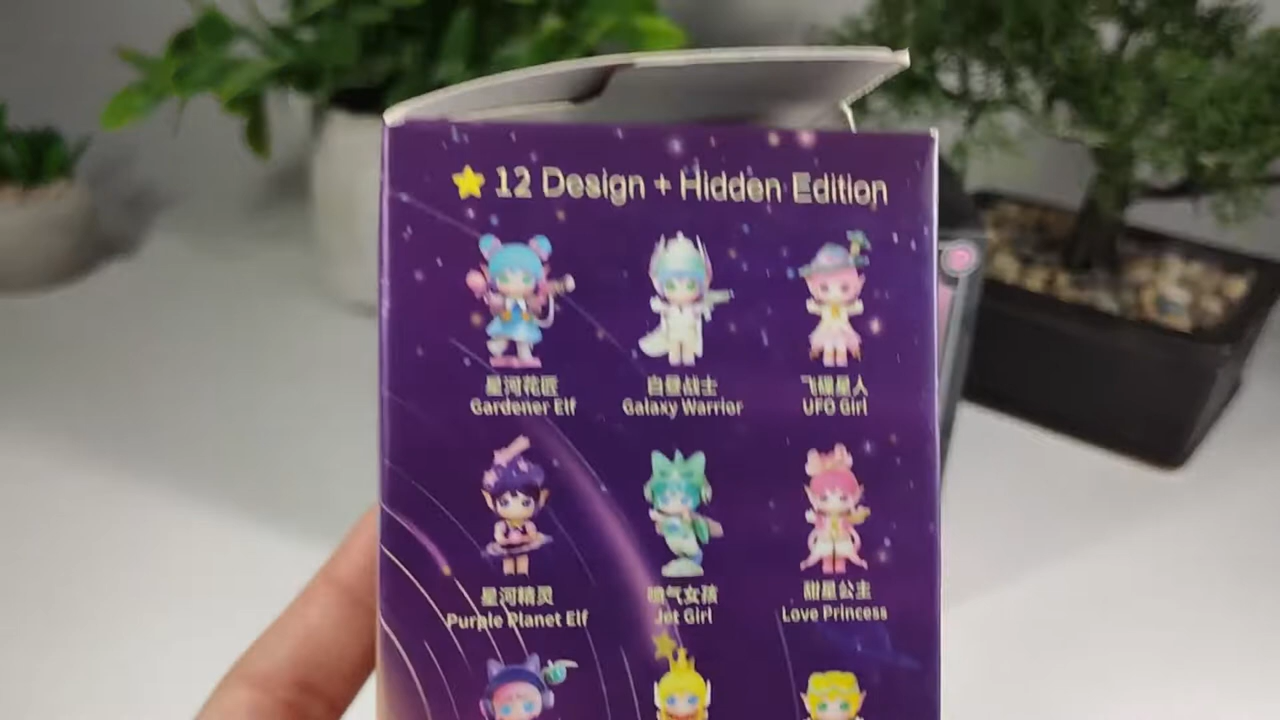 12 Design + Hidden Edition
星河花匠 白昼战士 飞碟星人
Gardener Elf Galaxy Warrior UFO Girl
星河精灵 喷气女孩 甜星公主
Purple Planet Elf Jet Girl Love Princess